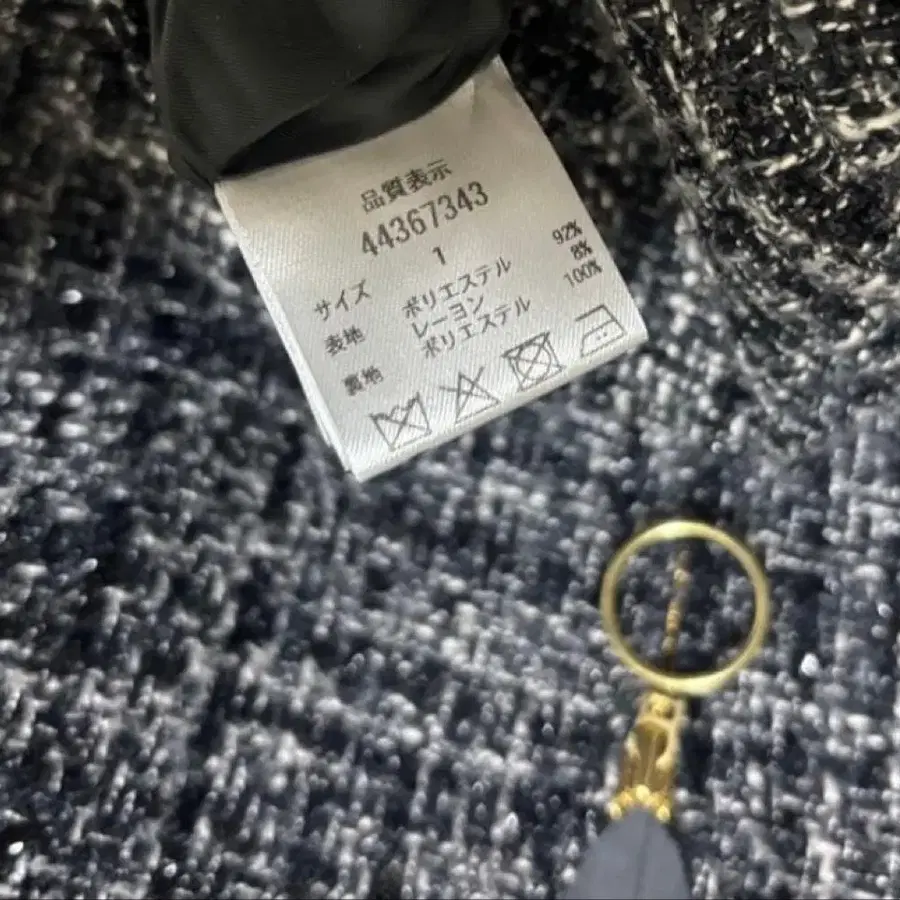 品質表示
44367343
サイズ 1
表地 ポリエステル 92%
レーヨン 8%
裏地 ポリエステル 100%